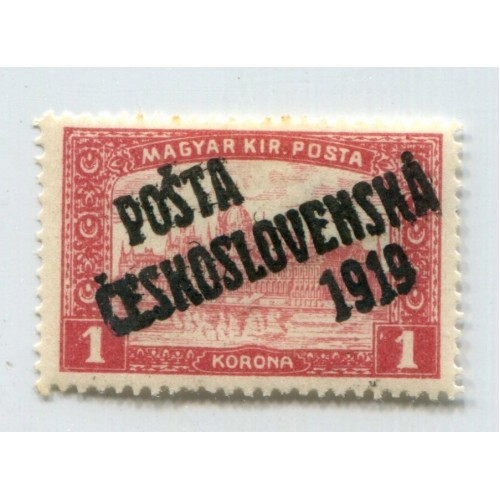 MAGYAR KIR. POSTA
POŠTA
ČESKOSLOVENSKÁ
1919
1 KORONA 1